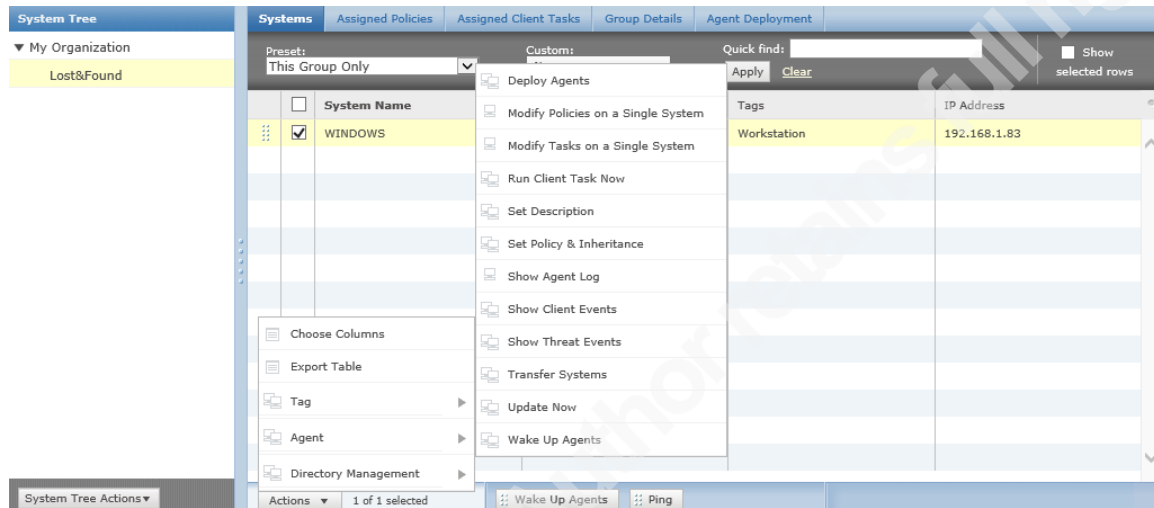 System Tree
Systems
Assigned Policies
Assigned Client Tasks
Group Details
Agent Deployment
My Organization
Lost&Found
Preset:
This Group Only
Custom:
Quick find:
Apply
Clear
Show
selected rows
System Name
Tags
IP Address
WINDOWS
Workstation
192.168.1.83
Deploy Agents
Modify Policies on a Single System
Modify Tasks on a Single System
Run Client Task Now
Set Description
Set Policy & Inheritance
Show Agent Log
Show Client Events
Show Threat Events
Transfer Systems
Update Now
Wake Up Agents
Choose Columns
Export Table
Tag
Agent
Directory Management
System Tree Actions
Actions
1 of 1 selected
Wake Up Agents
Ping
Author retains full